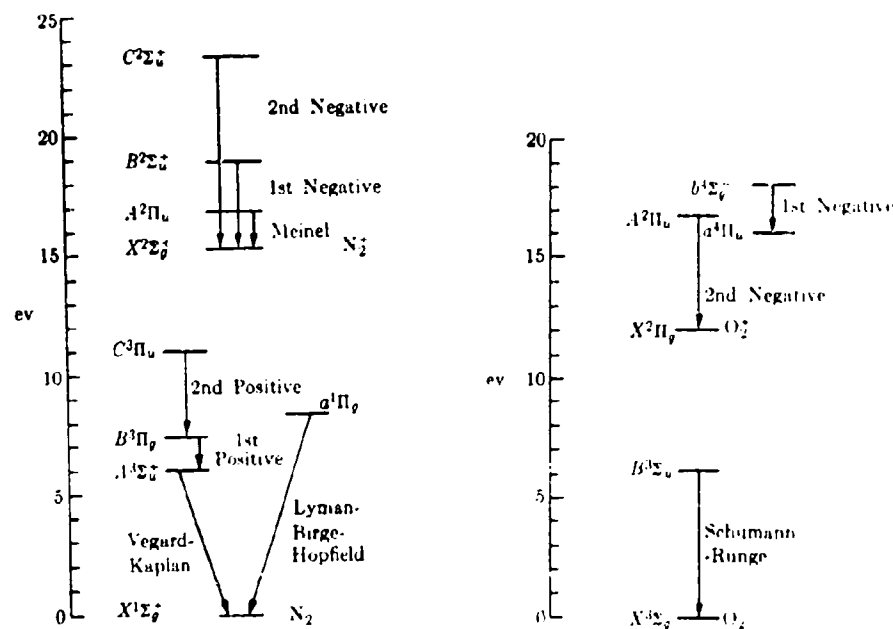 25
C²Σᵤ⁺
2nd Negative
20
B²Σᵤ⁺
1st Negative
A²Πᵤ
Meinel
X²Σg⁺
N₂⁺
15
ev
C³Πᵤ
10
2nd Positive
a¹Πg
B³Πg
1st
Positive
A³Σᵤ⁺
5
Lyman-
Birge-
Hopfield
Vegard-
Kaplan
X¹Σg⁺
N₂
0
20
b⁴Σg⁻
1st Negative
A²Πᵤ
a⁴Πᵤ
15
2nd Negative
X²Πg
O₂⁺
ev
10
B³Σᵤ
5
Schumann
-Runge
X³Σg
O₂
0